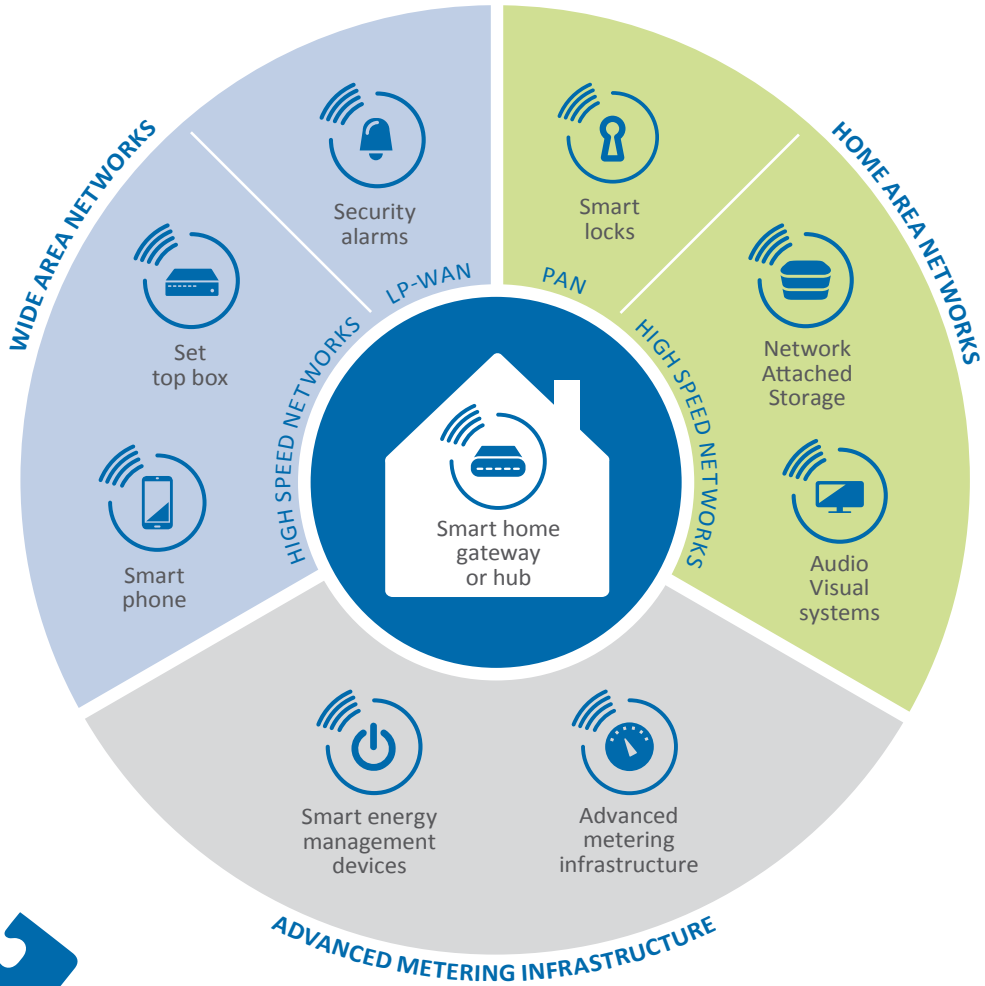 WIDE AREA NETWORKS
HOME AREA NETWORKS
Security
alarms
Smart
locks
LP-WAN
PAN
Set
top box
Network
Attached
Storage
HIGH SPEED NETWORKS
HIGH SPEED NETWORKS
Smart home
gateway
or hub
Smart
phone
Audio
Visual
systems
Smart energy
management
devices
Advanced
metering
infrastructure
ADVANCED METERING INFRASTRUCTURE